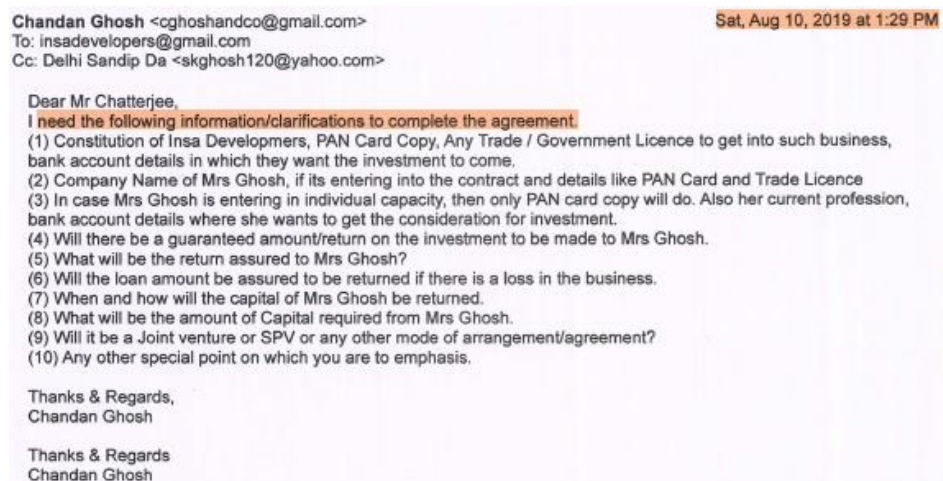 Chandan Ghosh <cghoshandco@gmail.com> Sat, Aug 10, 2019 at 1:29 PM
To: insadevelopers@gmail.com
Cc: Delhi Sandip Da <skghosh120@yahoo.com>
Dear Mr Chatterjee,
I need the following information/clarifications to complete the agreement.
(1) Constitution of Insa Developmers, PAN Card Copy, Any Trade / Government Licence to get into such business,
bank account details in which they want the investment to come.
(2) Company Name of Mrs Ghosh, if its entering into the contract and details like PAN Card and Trade Licence
(3) In case Mrs Ghosh is entering in individual capacity, then only PAN card copy will do. Also her current profession,
bank account details where she wants to get the consideration for investment.
(4) Will there be a guaranteed amount/return on the investment to be made to Mrs Ghosh.
(5) What will be the return assured to Mrs Ghosh?
(6) Will the loan amount be assured to be returned if there is a loss in the business.
(7) When and how will the capital of Mrs Ghosh be returned.
(8) What will be the amount of Capital required from Mrs Ghosh.
(9) Will it be a Joint venture or SPV or any other mode of arrangement/agreement?
(10) Any other special point on which you are to emphasis.
Thanks & Regards,
Chandan Ghosh
Thanks & Regards
Chandan Ghosh